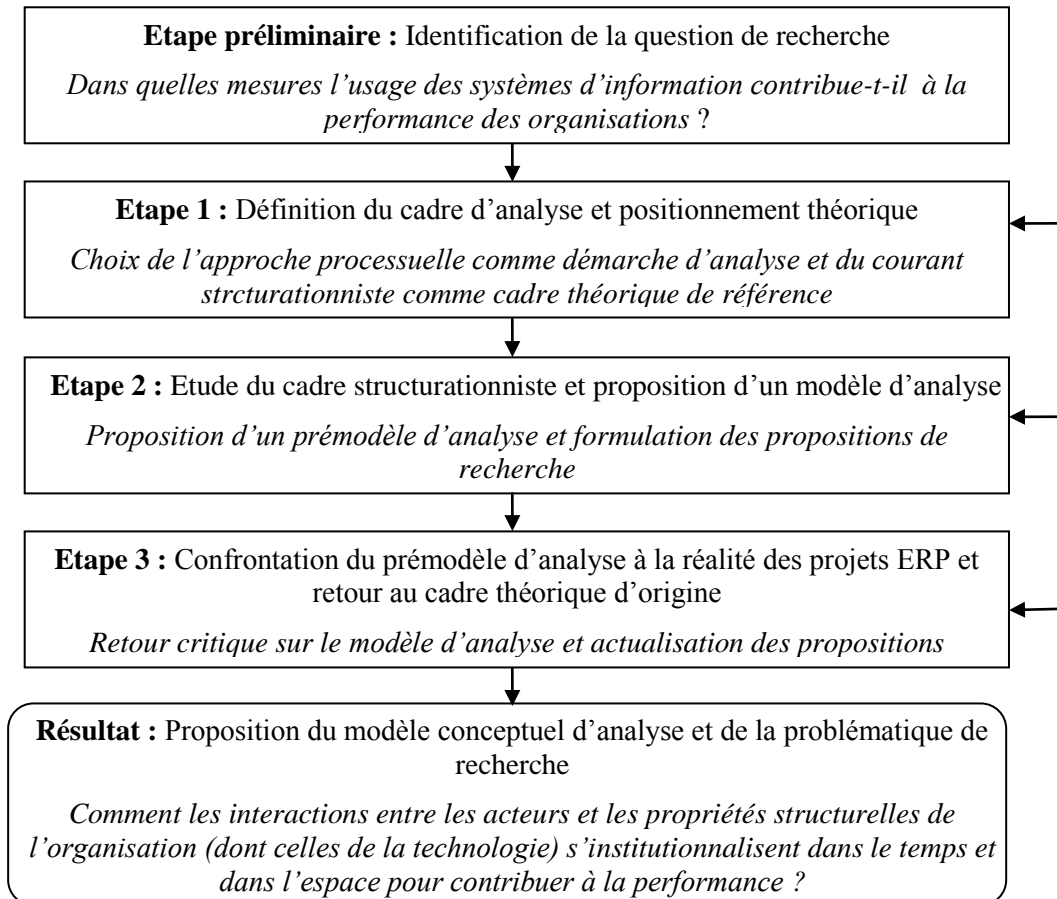 Etape préliminaire : Identification de la question de recherche
Dans quelles mesures l’usage des systèmes d’information contribue-t-il à la
performance des organisations ?
Etape 1 : Définition du cadre d’analyse et positionnement théorique
Choix de l’approche processuelle comme démarche d’analyse et du courant
strcturationniste comme cadre théorique de référence
Etape 2 : Etude du cadre structurationniste et proposition d’un modèle d’analyse
Proposition d’un prémodèle d’analyse et formulation des propositions de
recherche
Etape 3 : Confrontation du prémodèle d’analyse à la réalité des projets ERP et
retour au cadre théorique d’origine
Retour critique sur le modèle d’analyse et actualisation des propositions
Résultat : Proposition du modèle conceptuel d’analyse et de la problématique de
recherche
Comment les interactions entre les acteurs et les propriétés structurelles de
l’organisation (dont celles de la technologie) s’institutionnalisent dans le temps et
dans l’espace pour contribuer à la performance ?